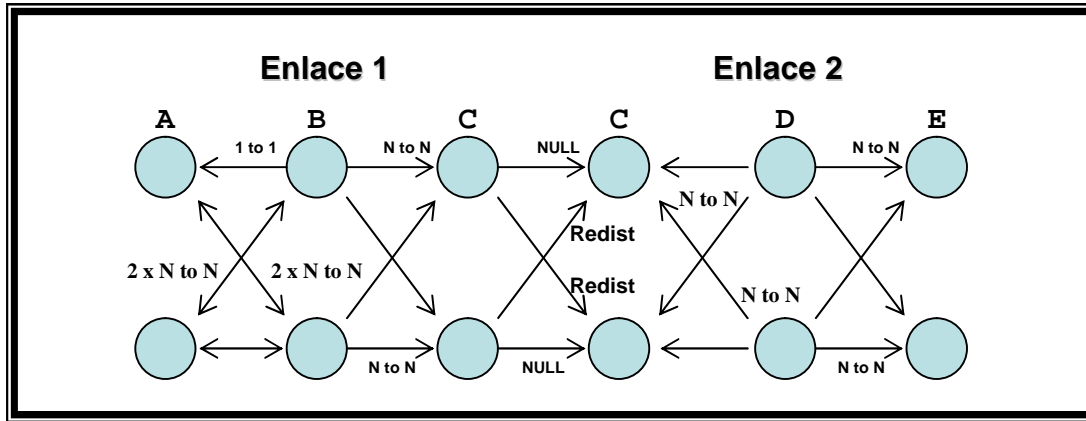 Enlace 1 Enlace 2
A B C C D E
1 to 1 N to N NULL N to N
N to N
Redist
2 x N to N 2 x N to N
Redist
N to N
N to N NULL N to N